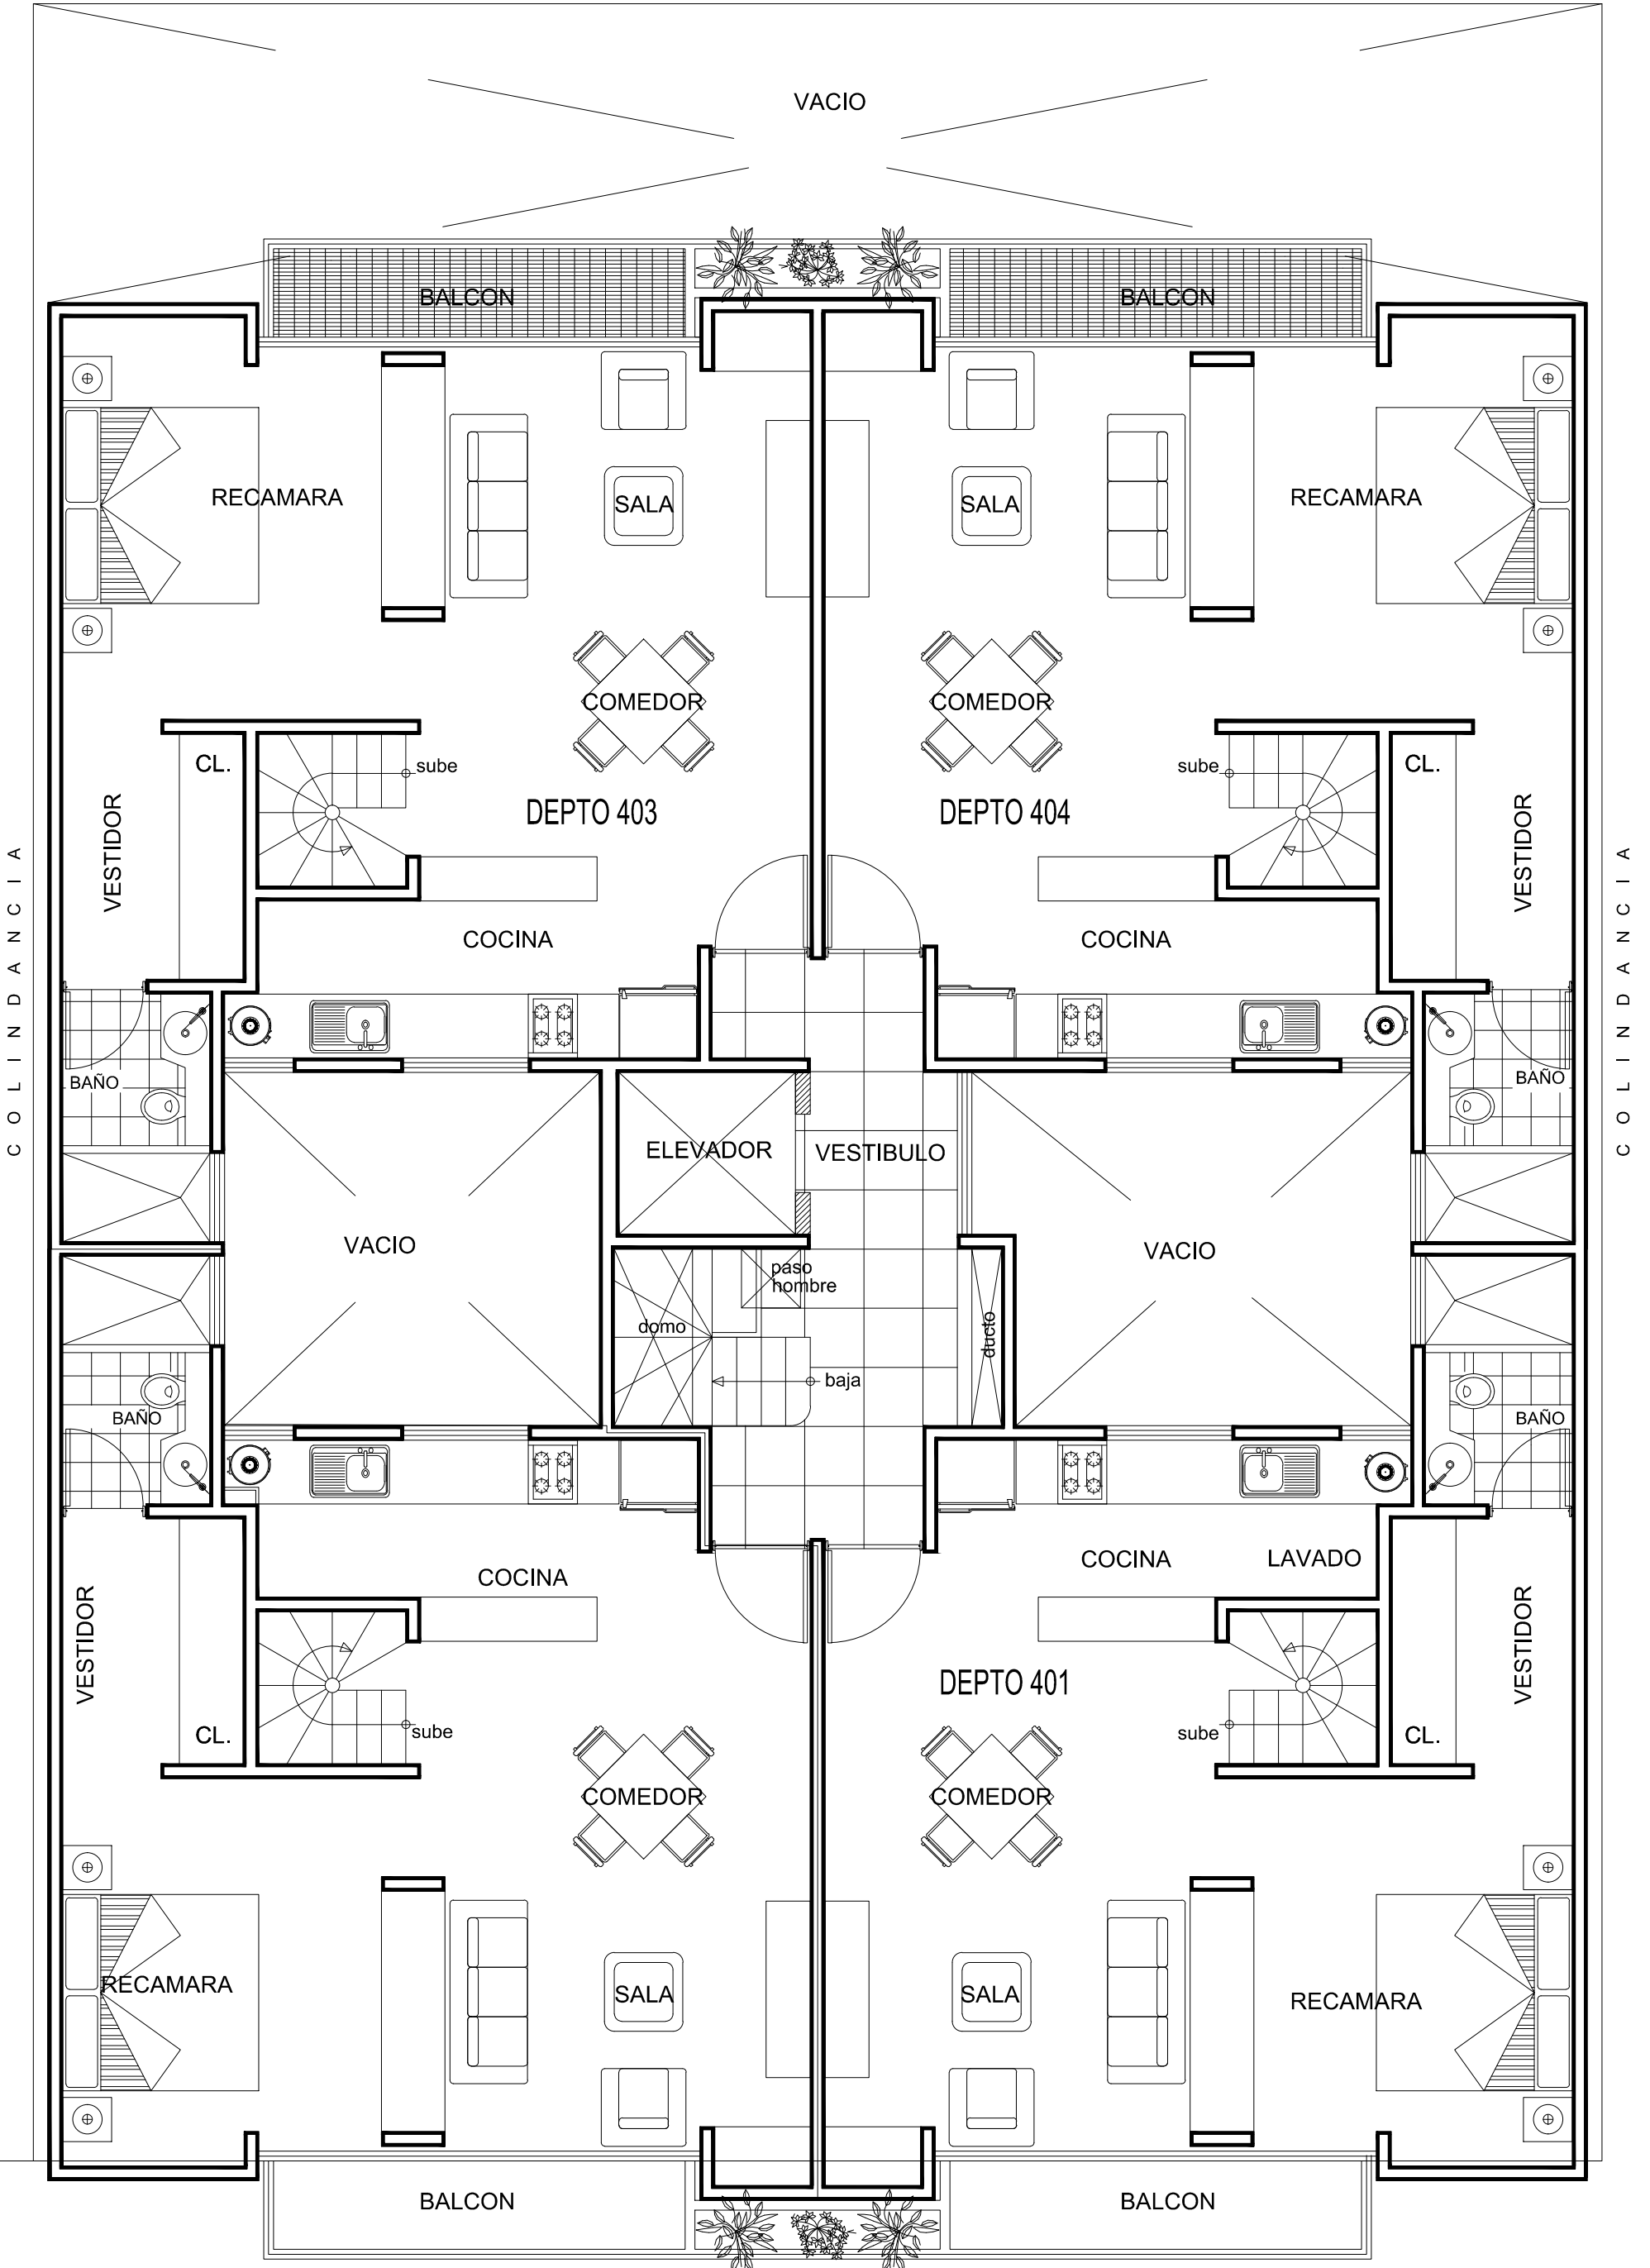 VACIO
BALCON
BALCON
RECAMARA
SALA
SALA
RECAMARA
COMEDOR
COMEDOR
CL.
sube
sube
CL.
VESTIDOR
DEPTO 403
DEPTO 404
VESTIDOR
COLINDANCIA
COLINDANCIA
COCINA
COCINA
BAÑO
BAÑO
ELEVADOR
VESTIBULO
VACIO
VACIO
paso
hombre
domo
ducto
baja
BAÑO
BAÑO
COCINA
COCINA
LAVADO
VESTIDOR
VESTIDOR
DEPTO 401
CL.
sube
sube
CL.
COMEDOR
COMEDOR
RECAMARA
SALA
SALA
RECAMARA
BALCON
BALCON